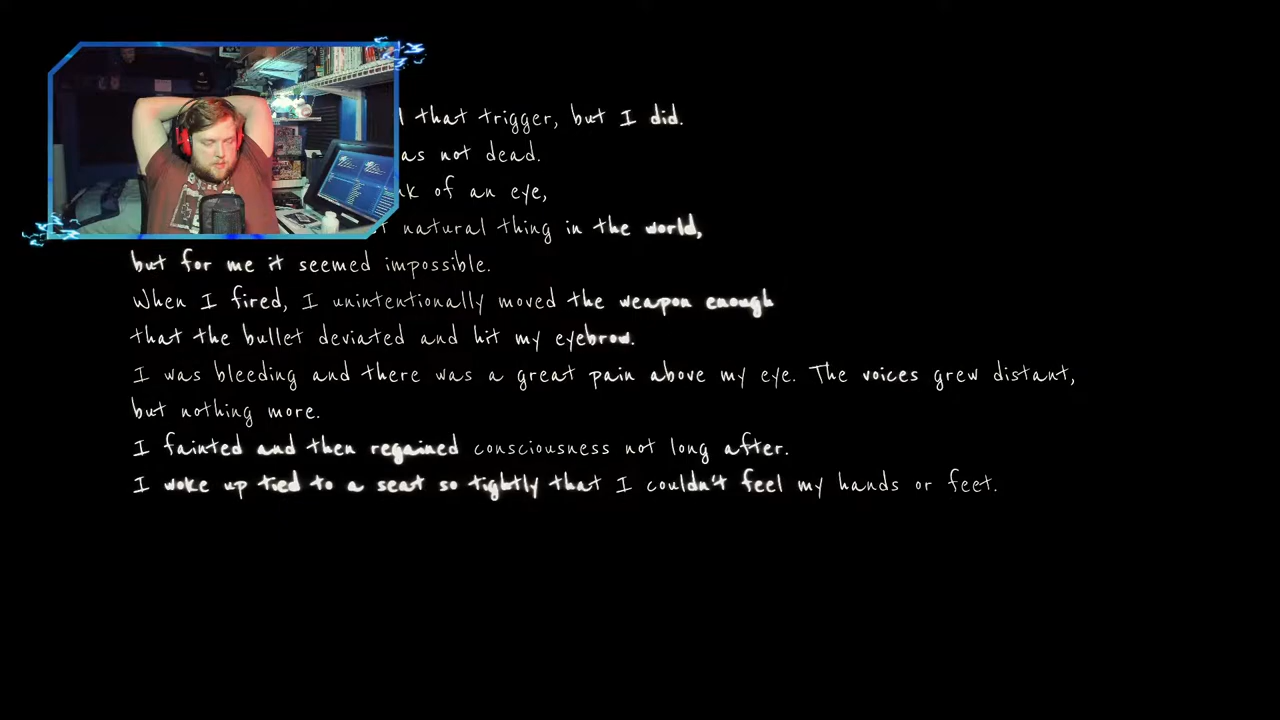 that trigger, but I did.
as not dead.
of an eye,
natural thing in the world,
but for me it seemed impossible.
When I fired, I unintentionally moved the weapon enough
that the bullet deviated and hit my eyebrow.
I was bleeding and there was a great pain above my eye. The voices grew distant,
but nothing more.
I fainted and then regained consciousness not long after.
I woke up tied to a seat so tightly that I couldn't feel my hands or feet.